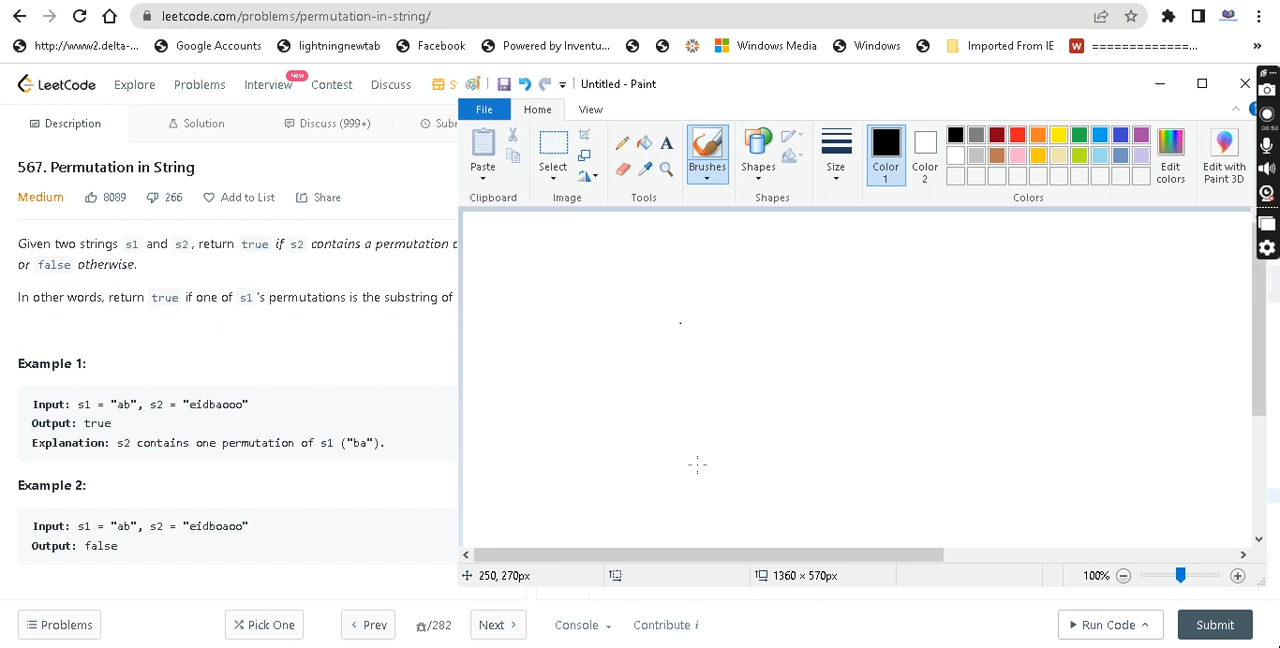 leetcode.com/problems/permutation-in-string/
http://www2.delta-... Google Accounts lightningnewtab Facebook Powered by Inventu... Windows Media Windows Imported From IE W ============... »
LeetCode Explore Problems Interview New Contest Discuss S Untitled - Paint
File Home View
Description Solution Discuss (999+) Sub
Paste Select Brushes Shapes Size Color 1 Color 2 Edit colors Edit with Paint 3D
Clipboard Image Tools Shapes Colors
567. Permutation in String
Medium 8089 266 Add to List Share
Given two strings s1 and s2, return true if s2 contains a permutation
or false otherwise.
In other words, return true if one of s1's permutations is the substring of
Example 1:
Input: s1 = "ab", s2 = "eidbaooo"
Output: true
Explanation: s2 contains one permutation of s1 ("ba").
Example 2:
Input: s1 = "ab", s2 = "eidboaoo"
Output: false
250, 270px 1360 × 570px 100%
Problems Pick One Prev /282 Next Console Contribute i Run Code Submit